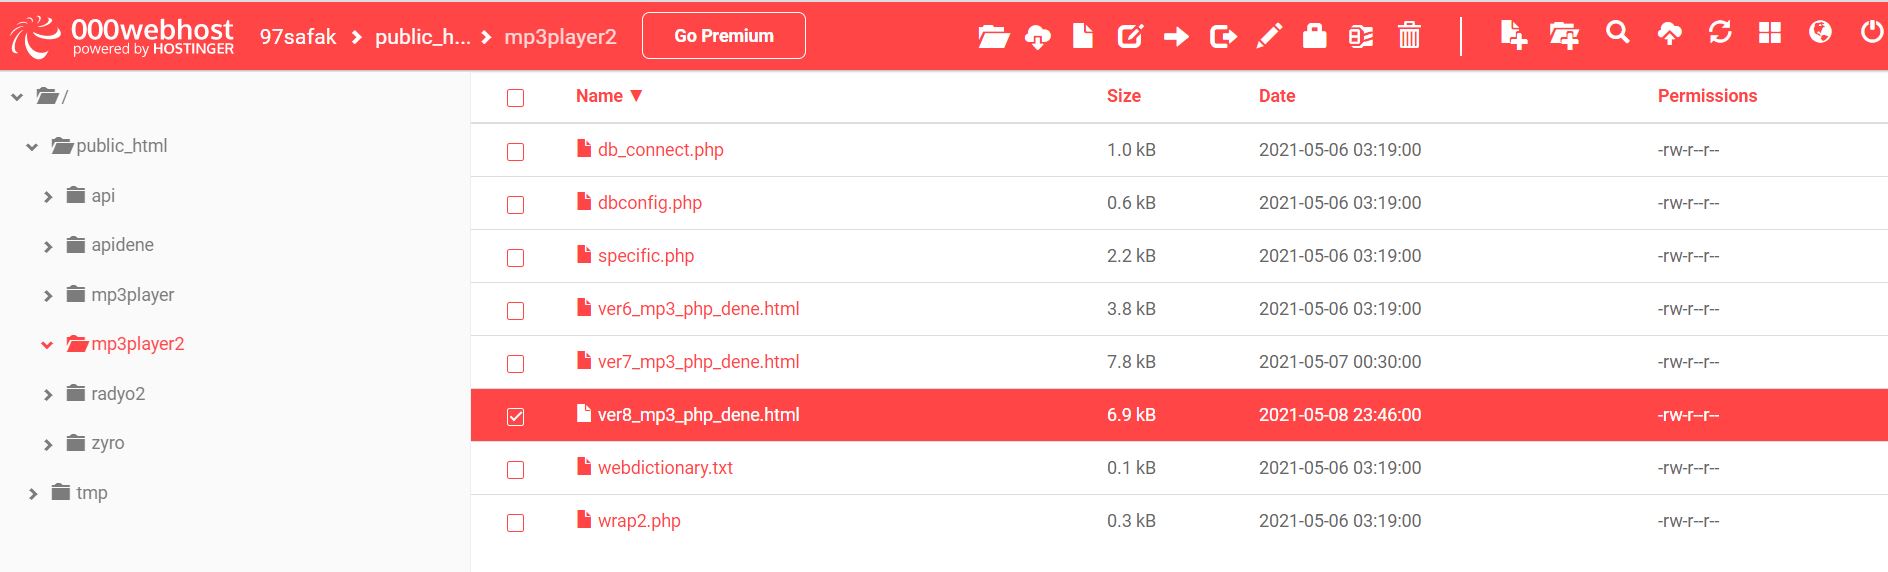 000webhost
powered by HOSTINGER
97safak > public_h... > mp3player2
Go Premium
/
public_html
api
apidene
mp3player
mp3player2
radyo2
zyro
tmp
Name ▼ Size Date Permissions
db_connect.php 1.0 kB 2021-05-06 03:19:00 -rw-r--r--
dbconfig.php 0.6 kB 2021-05-06 03:19:00 -rw-r--r--
specific.php 2.2 kB 2021-05-06 03:19:00 -rw-r--r--
ver6_mp3_php_dene.html 3.8 kB 2021-05-06 03:19:00 -rw-r--r--
ver7_mp3_php_dene.html 7.8 kB 2021-05-07 00:30:00 -rw-r--r--
ver8_mp3_php_dene.html 6.9 kB 2021-05-08 23:46:00 -rw-r--r--
webdictionary.txt 0.1 kB 2021-05-06 03:19:00 -rw-r--r--
wrap2.php 0.3 kB 2021-05-06 03:19:00 -rw-r--r--